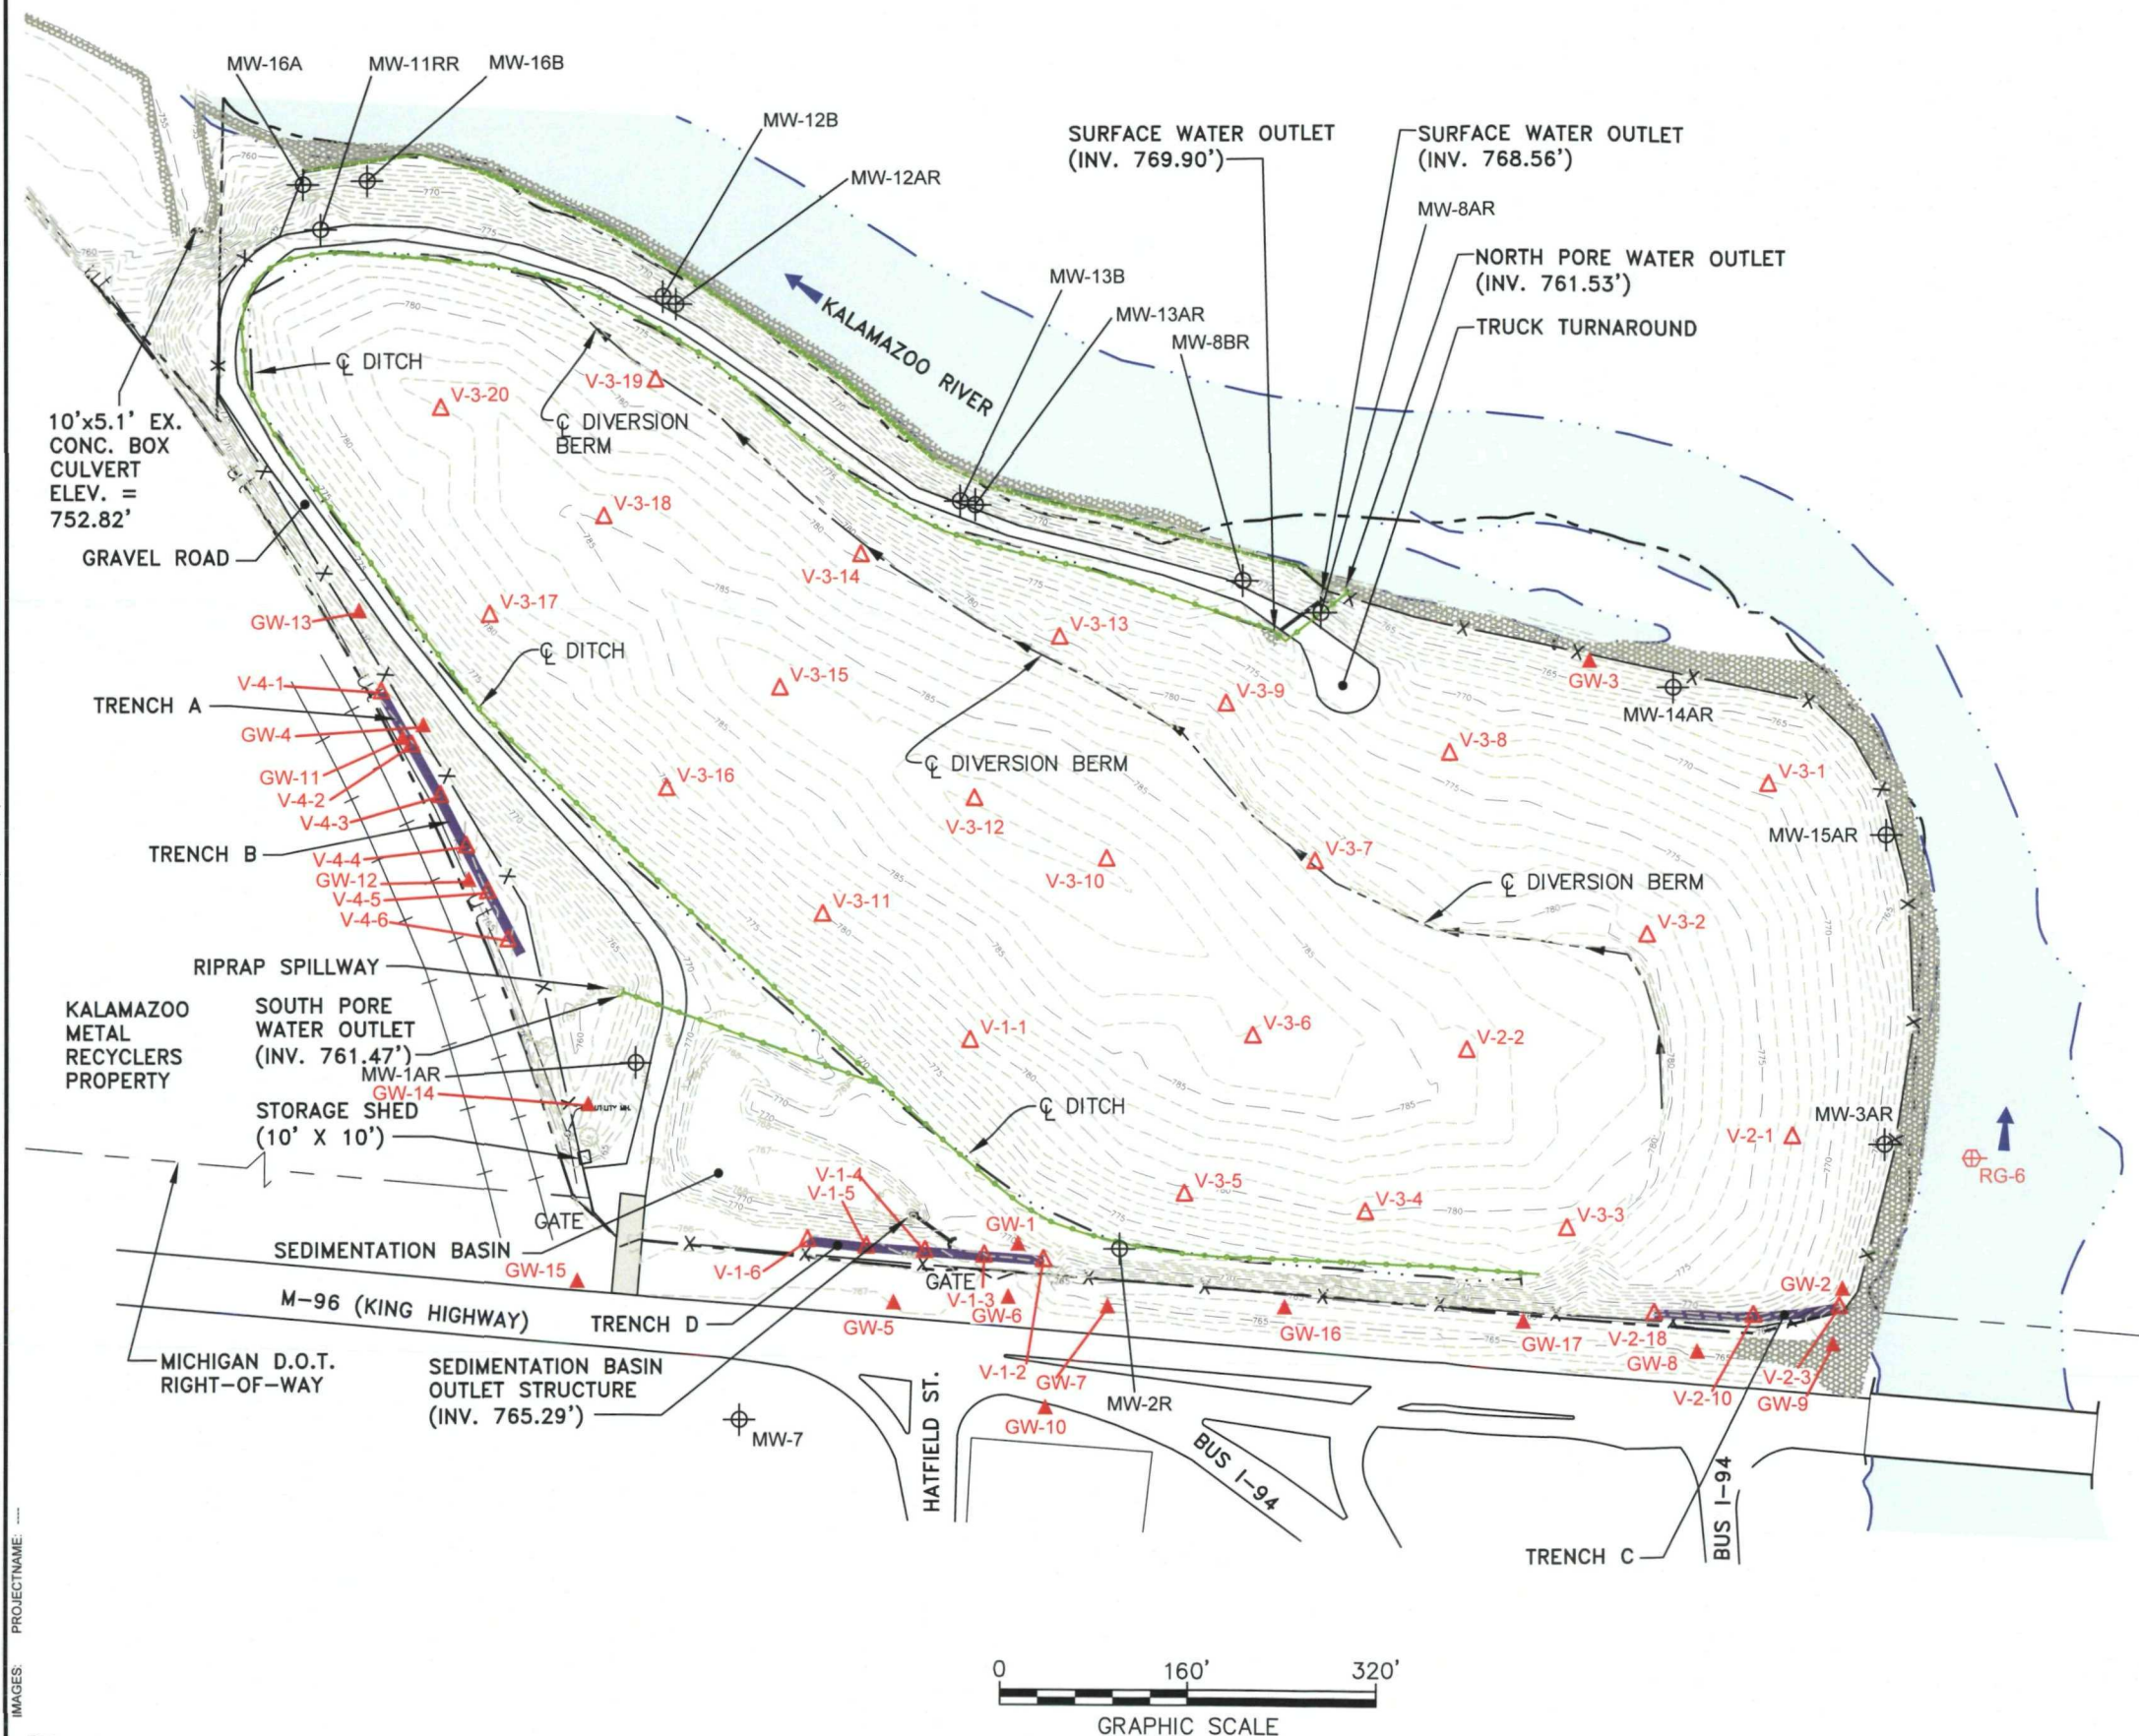 MW-16A
MW-11RR
MW-16B
MW-12B
MW-12AR
SURFACE WATER OUTLET
(INV. 769.90')
SURFACE WATER OUTLET
(INV. 768.56')
MW-8AR
NORTH PORE WATER OUTLET
(INV. 761.53')
TRUCK TURNAROUND
MW-13B
MW-13AR
MW-8BR
KALAMAZOO RIVER
℄ DITCH
V-3-20
V-3-19
℄ DIVERSION
BERM
10'x5.1' EX.
CONC. BOX
CULVERT
ELEV. =
752.82'
GRAVEL ROAD
V-3-18
V-3-14
V-3-17
V-3-13
GW-13
℄ DITCH
V-3-15
V-3-9
GW-3
MW-14AR
V-4-1
TRENCH A
GW-4
GW-11
V-4-2
V-4-3
V-3-16
℄ DIVERSION BERM
V-3-8
V-3-1
V-3-12
MW-15AR
TRENCH B
V-4-4
GW-12
V-4-5
V-4-6
V-3-10
V-3-7
℄ DIVERSION BERM
V-3-11
V-3-2
RIPRAP SPILLWAY
KALAMAZOO
METAL
RECYCLERS
PROPERTY
SOUTH PORE
WATER OUTLET
(INV. 761.47')
MW-1AR
GW-14
V-1-1
V-3-6
V-2-2
STORAGE SHED
(10' X 10')
℄ DITCH
MW-3AR
V-2-1
RG-6
V-1-4
V-1-5
V-3-5
V-3-4
V-3-3
GATE
GW-1
SEDIMENTATION BASIN
GW-15
V-1-6
GATE
V-1-3
GW-6
GW-2
M-96 (KING HIGHWAY)
TRENCH D
GW-5
GW-16
GW-17
V-2-18
GW-8
MICHIGAN D.O.T.
RIGHT-OF-WAY
SEDIMENTATION BASIN
OUTLET STRUCTURE
(INV. 765.29')
V-1-2
GW-7
V-2-3
V-2-10
GW-9
MW-2R
GW-10
MW-7
HATFIELD ST.
BUS I-94
BUS I-94
TRENCH C
0 160' 320'
GRAPHIC SCALE
PROJECTNAME: ----
IMAGES: